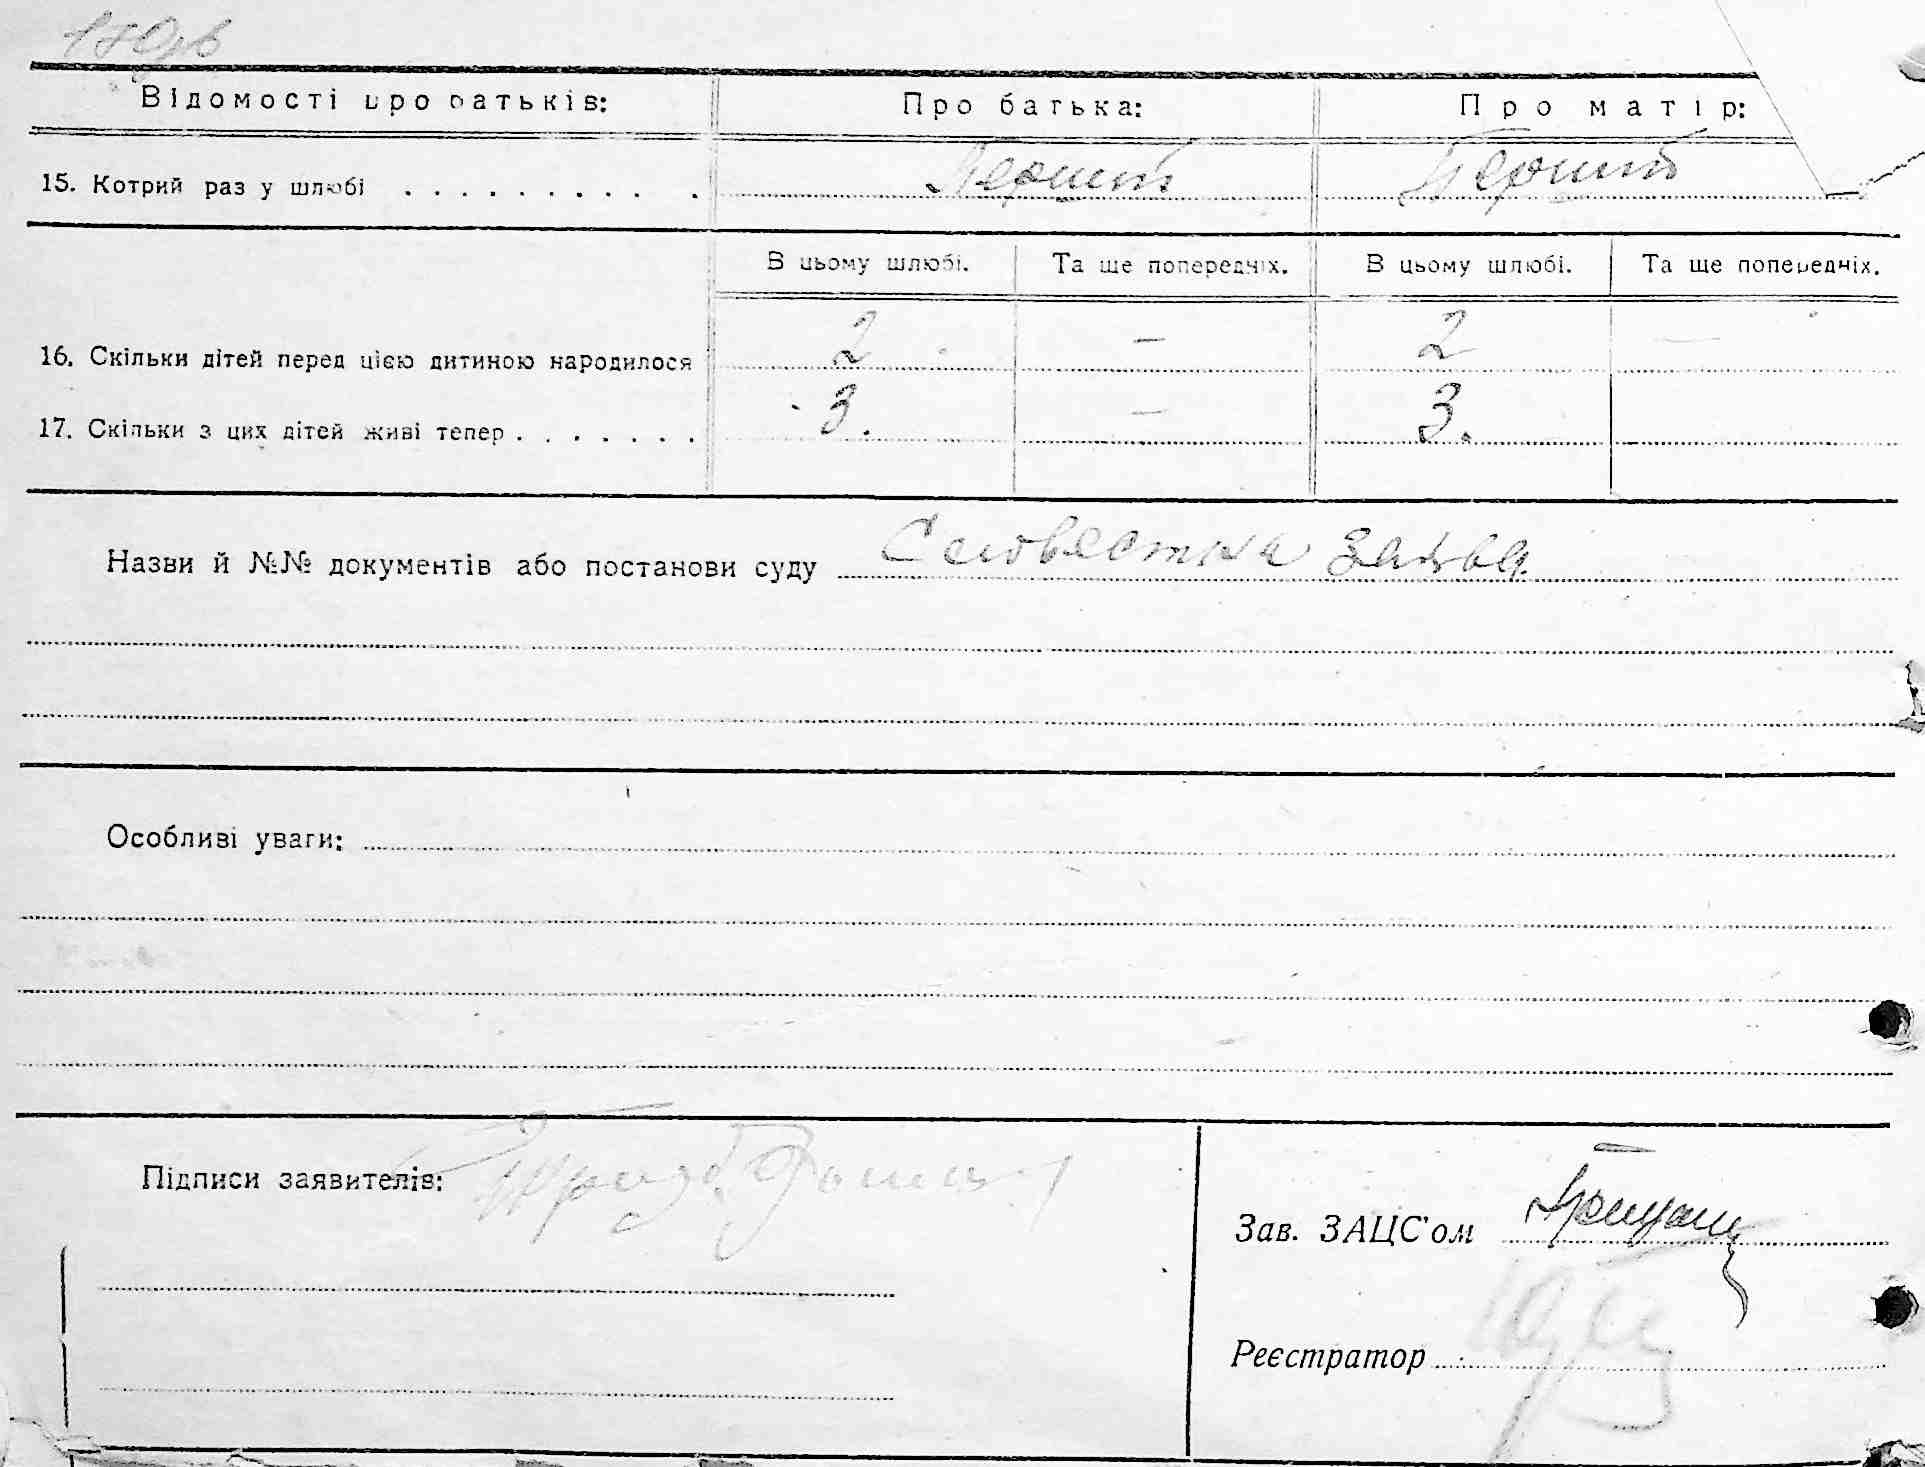 Відомості про батьків: Про батька: Про матір:
15. Котрий раз у шлюбі . . . . . . . . . . Перший Перший
В цьому шлюбі. Та ще попередніх. В цьому шлюбі. Та ще попередніх.
16. Скільки дітей перед цією дитиною народилося 2 — 2 —
17. Скільки з цих дітей живі тепер . . . . . . . 3. — 3.
Назви й №№ документів або постанови суду Словестна заява.
Особливі уваги:
Підписи заявителів:
Зав. ЗАЦС'ом
Реєстратор